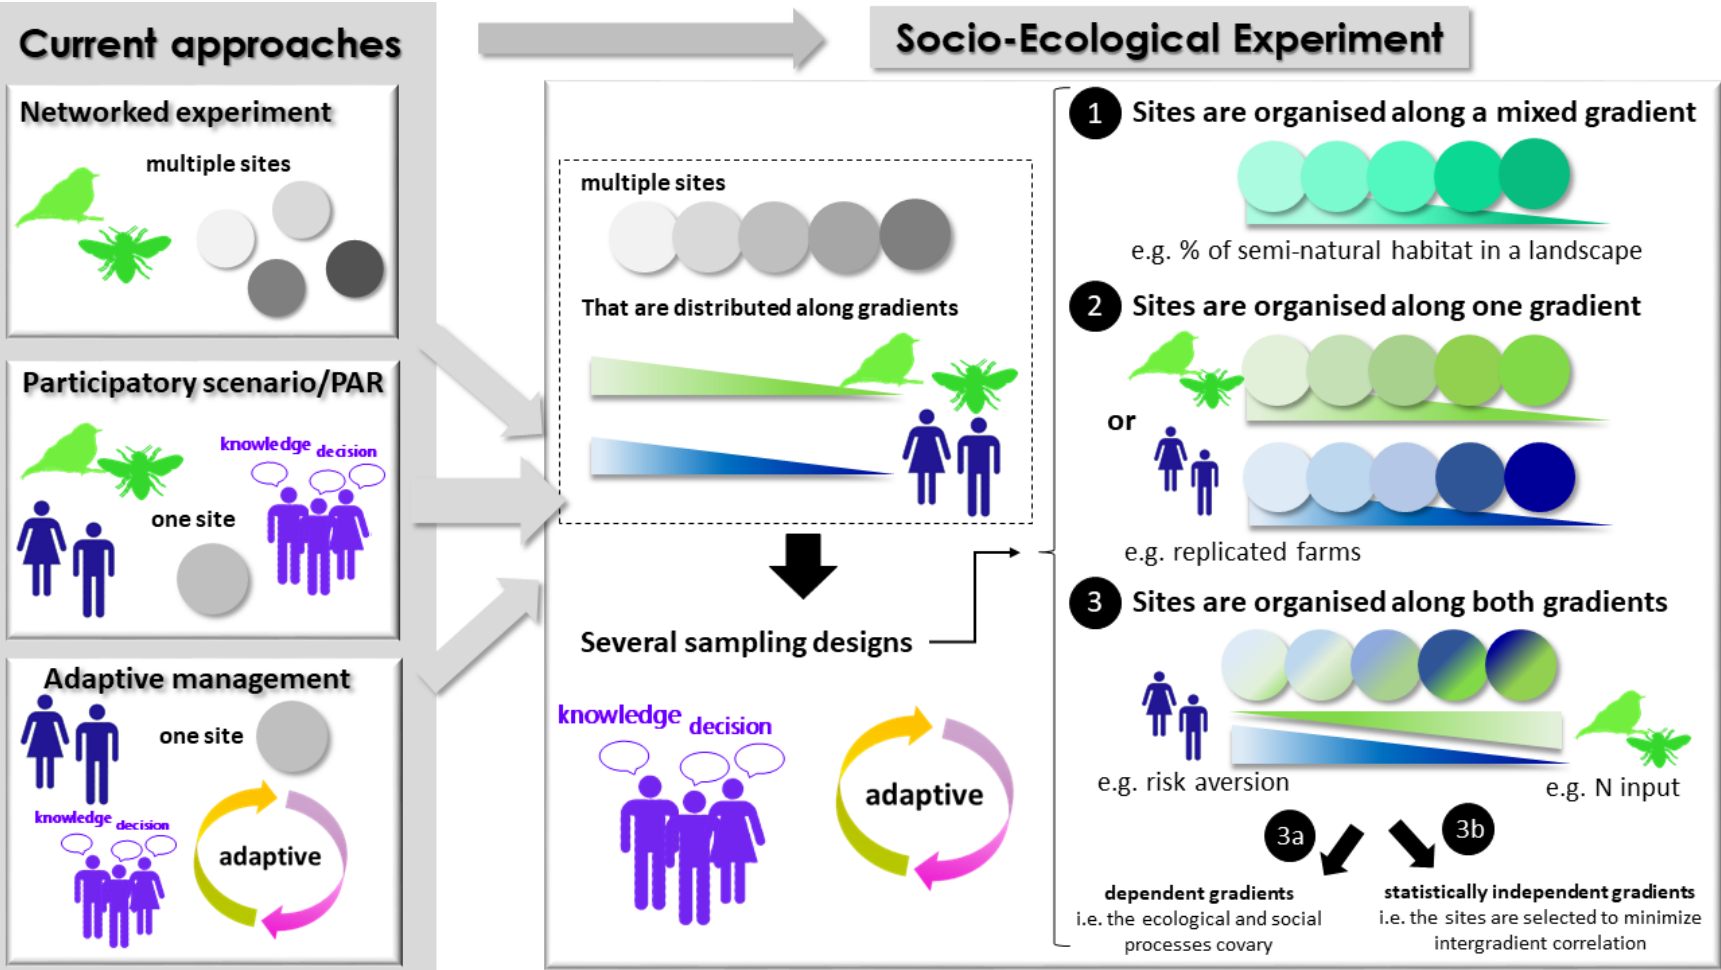 Current approaches
Networked experiment
multiple sites
Participatory scenario/PAR
knowledge
decision
one site
Adaptive management
one site
knowledge
decision
adaptive
Socio-Ecological Experiment
multiple sites
That are distributed along gradients
Several sampling designs
knowledge
decision
adaptive
1 Sites are organised along a mixed gradient
e.g. % of semi-natural habitat in a landscape
2 Sites are organised along one gradient
or
e.g. replicated farms
3 Sites are organised along both gradients
e.g. risk aversion
e.g. N input
3a
dependent gradients
i.e. the ecological and social
processes covary
3b
statistically independent gradients
i.e. the sites are selected to minimize
intergradient correlation